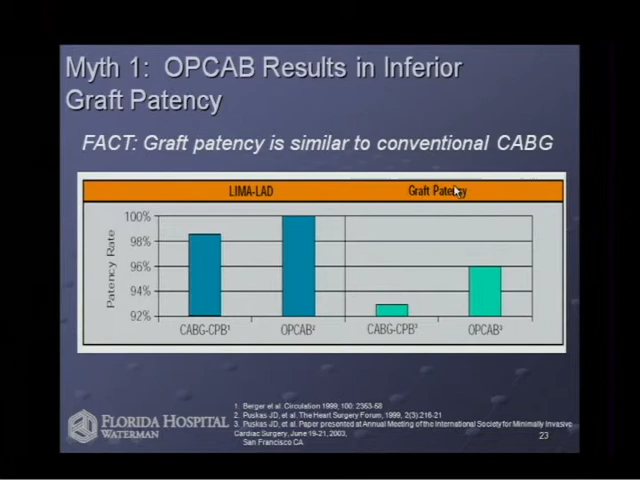 Myth 1: OPCAB Results in Inferior
Graft Patency
FACT: Graft patency is similar to conventional CABG
LIMA-LAD
Graft Patency
Patency Rate
100%
98%
96%
94%
92%
CABG-CPB¹
OPCAB²
CABG-CPB³
OPCAB³
1. Berger et al. Circulation 1999; 100: 2353-58
2. Puskas JD, et al. The Heart Surgery Forum, 1999, 2(3):216-21
3. Puskas JD, et al. Paper presented at Annual Meeting of the International Society for Minimally Invasive
Cardiac Surgery, June 19-21, 2003,
San Francisco CA
FLORIDA HOSPITAL
WATERMAN
23